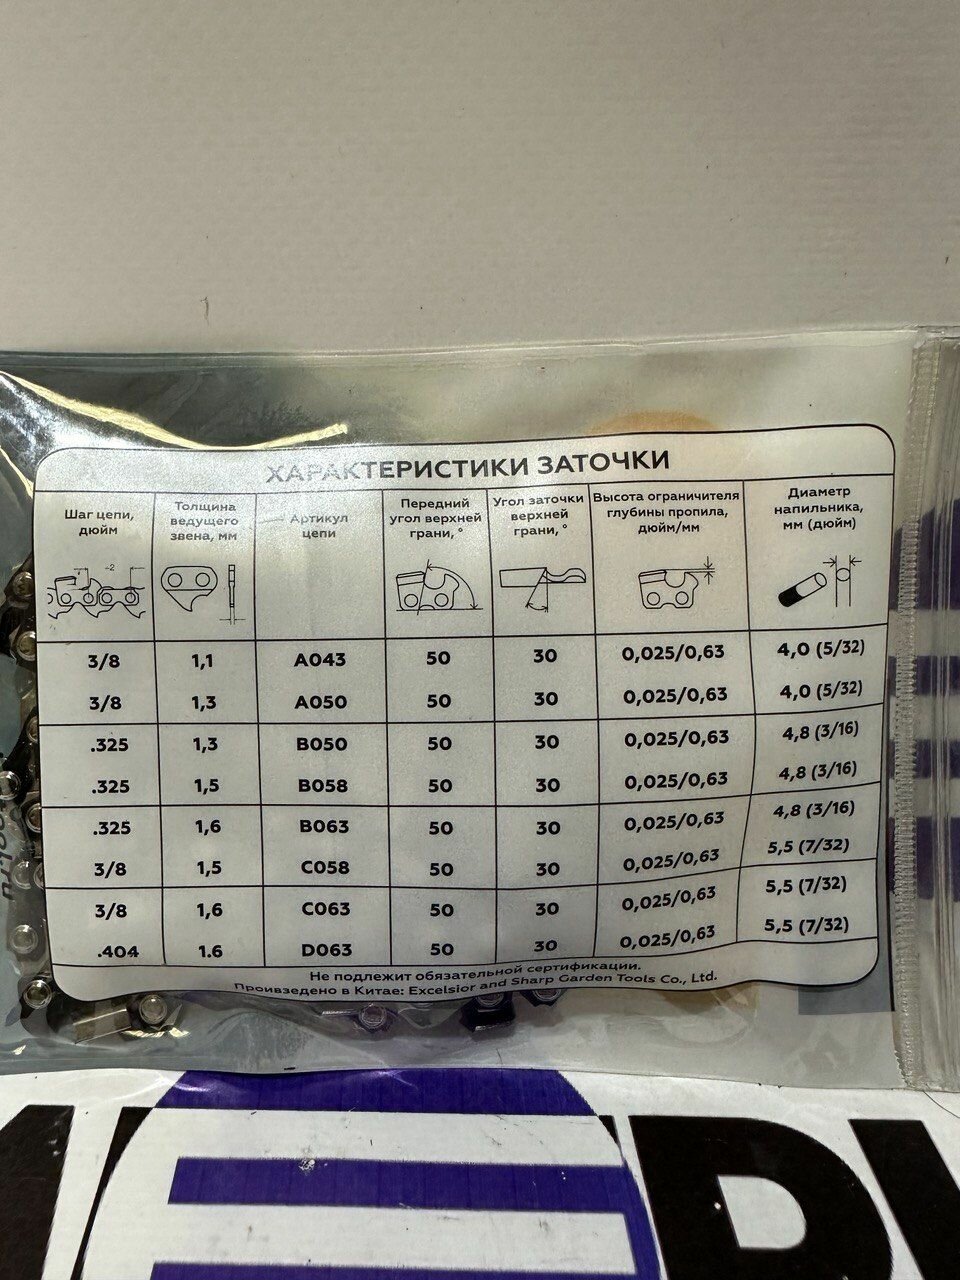 ХАРАКТЕРИСТИКИ ЗАТОЧКИ
Шаг цепи, дюйм
Толщина ведущего звена, мм
Артикул цепи
Передний угол верхней грани, °
Угол заточки верхней грани, °
Высота ограничителя глубины пропила, дюйм/мм
Диаметр напильника, мм (дюйм)
3/8 1,1 A043 50 30 0,025/0,63 4,0 (5/32)
3/8 1,3 A050 50 30 0,025/0,63 4,0 (5/32)
.325 1,3 B050 50 30 0,025/0,63 4,8 (3/16)
.325 1,5 B058 50 30 0,025/0,63 4,8 (3/16)
.325 1,6 B063 50 30 0,025/0,63 4,8 (3/16)
3/8 1,5 C058 50 30 0,025/0,63 5,5 (7/32)
3/8 1,6 C063 50 30 0,025/0,63 5,5 (7/32)
.404 1.6 D063 50 30 0,025/0,63 5,5 (7/32)
Не подлежит обязательной сертификации.
Произведено в Китае: Excelsior and Sharp Garden Tools Co., Ltd.